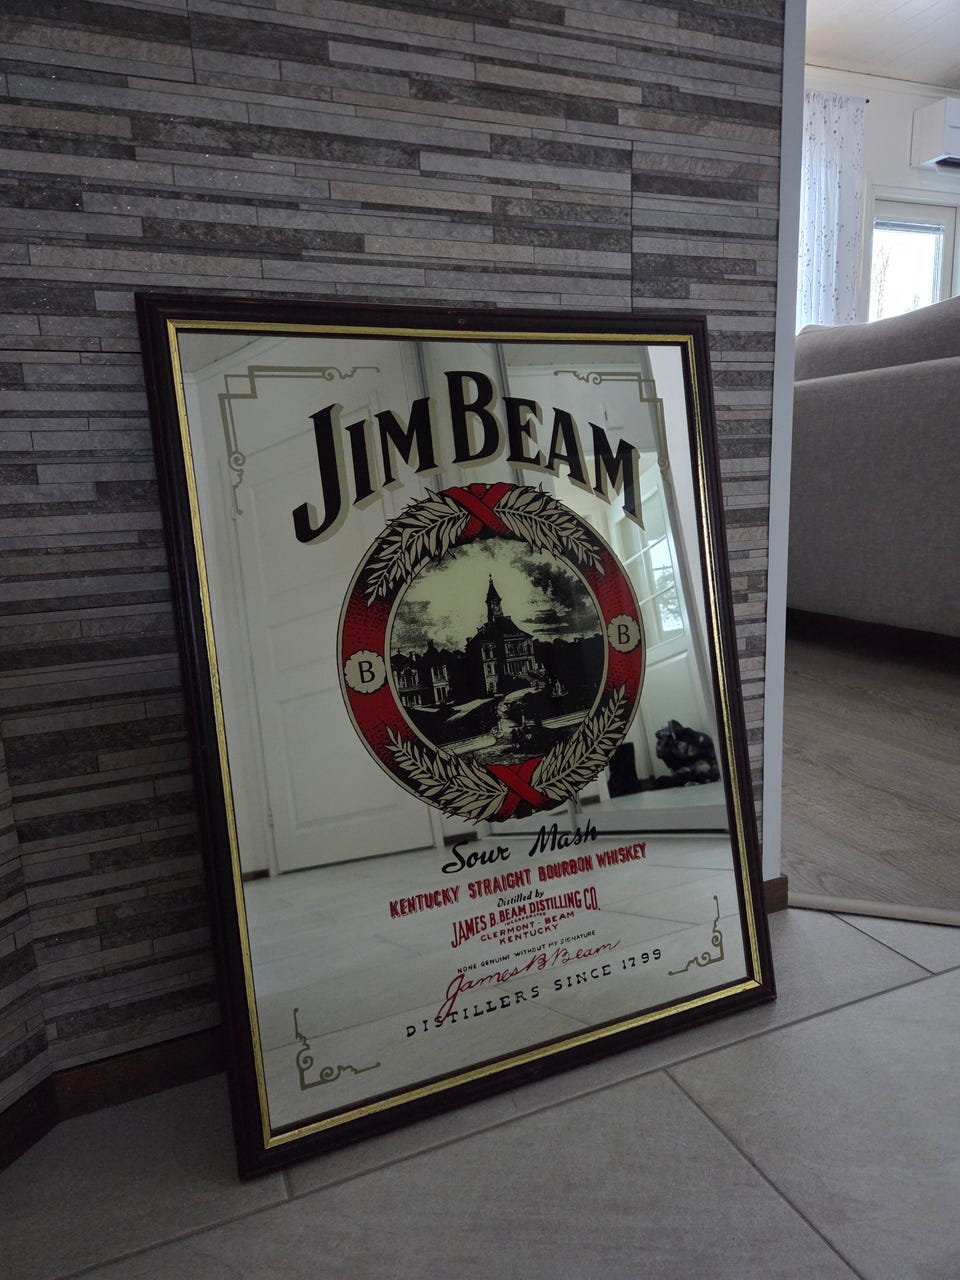 JIM BEAM
B
B
Sour Mash
KENTUCKY STRAIGHT BOURBON WHISKEY
Distilled by
JAMES B. BEAM DISTILLING CO.
INCORPORATED
CLERMONT - BEAM
KENTUCKY
NONE GENUINE WITHOUT MY SIGNATURE
James B Beam
DISTILLERS SINCE 1799